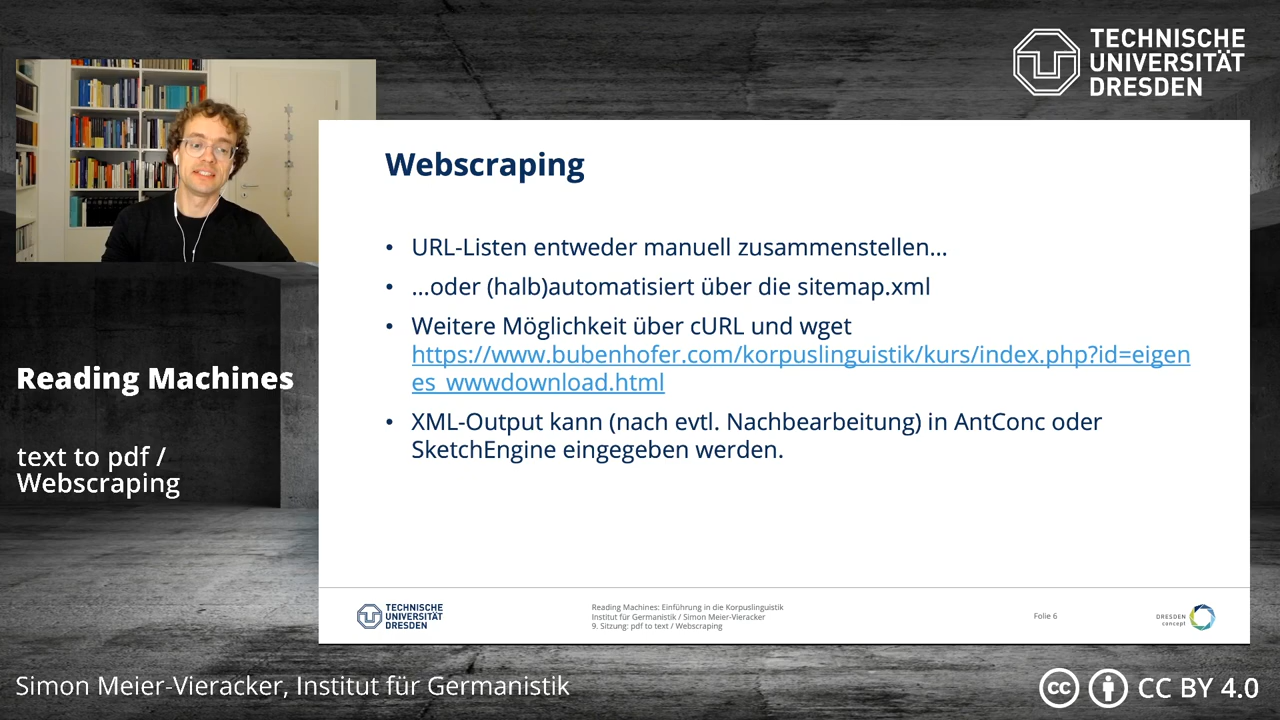 TECHNISCHE
UNIVERSITÄT
DRESDEN
Webscraping
• URL-Listen entweder manuell zusammenstellen…
• …oder (halb)automatisiert über die sitemap.xml
• Weitere Möglichkeit über cURL und wget
https://www.bubenhofer.com/korpuslinguistik/kurs/index.php?id=eigen
es_wwwdownload.html
• XML-Output kann (nach evtl. Nachbearbeitung) in AntConc oder
SketchEngine eingegeben werden.
Reading Machines
text to pdf /
Webscraping
TECHNISCHE
UNIVERSITÄT
DRESDEN
Reading Machines: Einführung in die Korpuslinguistik
Institut für Germanistik / Simon Meier-Vieracker
9. Sitzung: pdf to text / Webscraping
Folie 6
DRESDEN
concept
Simon Meier-Vieracker, Institut für Germanistik
cc
CC BY 4.0